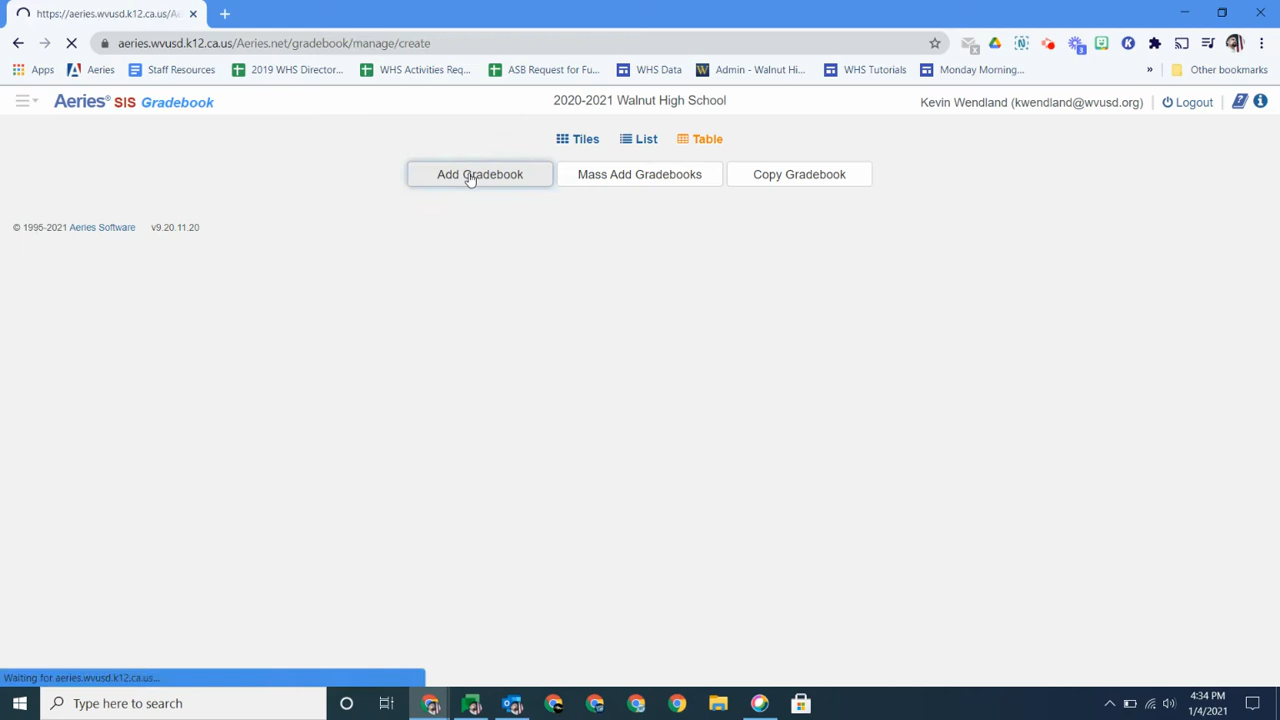 https://aeries.wvusd.k12.ca.us/Ae
aeries.wvusd.k12.ca.us/Aeries.net/gradebook/manage/create
Apps Aeries Staff Resources 2019 WHS Director... WHS Activities Req... ASB Request for Fu... WHS Data Admin - Walnut Hi... WHS Tutorials Monday Morning... » Other bookmarks
Aeries® SIS Gradebook 2020-2021 Walnut High School Kevin Wendland (kwendland@wvusd.org) Logout
Tiles List Table
Add Gradebook Mass Add Gradebooks Copy Gradebook
© 1995-2021 Aeries Software v9.20.11.20
Waiting for aeries.wvusd.k12.ca.us...
Type here to search
4:34 PM
1/4/2021